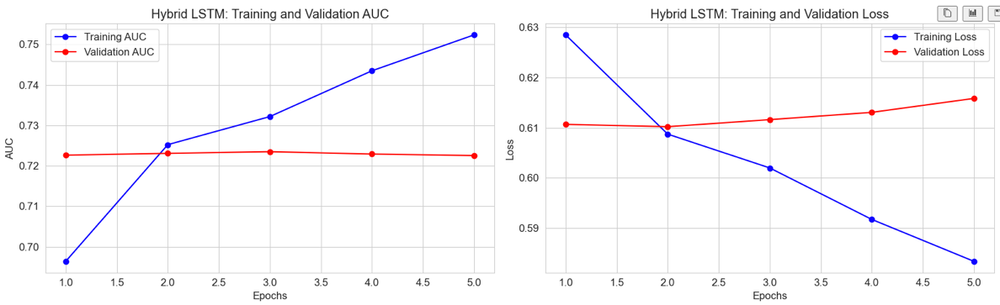 Hybrid LSTM: Training and Validation AUC
Training AUC
Validation AUC
0.75
0.74
0.73
0.72
0.71
0.70
AUC
1.0 1.5 2.0 2.5 3.0 3.5 4.0 4.5 5.0
Epochs
Hybrid LSTM: Training and Validation Loss
Training Loss
Validation Loss
0.63
0.62
0.61
0.60
0.59
Loss
1.0 1.5 2.0 2.5 3.0 3.5 4.0 4.5 5.0
Epochs